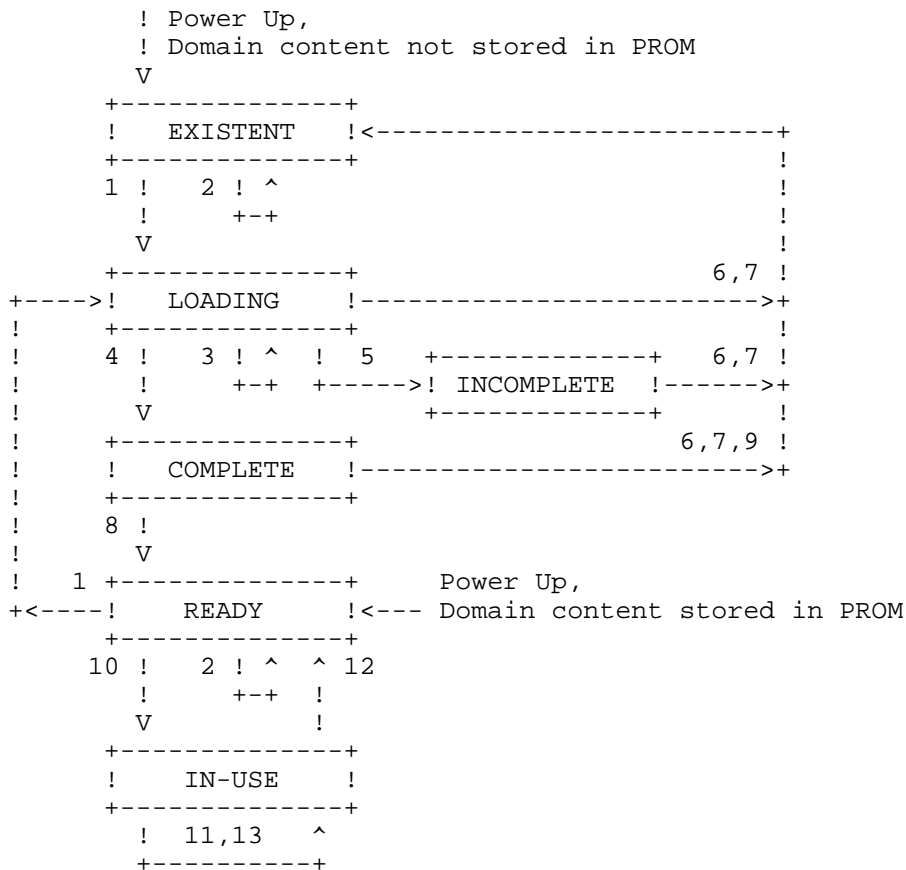 ! Power Up,
! Domain content not stored in PROM
V
+--------------+
!   EXISTENT   !<-------------------------+
+--------------+                          !
1 !   2 ! ^                               !
!     +-+                                 !
V                                         !
+--------------+                      6,7 !
+---->!   LOADING    !------------------------->+
!     +--------------+                          !
!     4 !   3 ! ^  !  5   +-------------+   6,7 !
!       !     +-+  +----->! INCOMPLETE  !------>+
!       V                 +-------------+       !
!     +--------------+                    6,7,9 !
!     !   COMPLETE   !------------------------->+
!     +--------------+
!     8 !
!       V
!   1 +--------------+     Power Up,
+<----!    READY     !<--- Domain content stored in PROM
+--------------+
10 !   2 ! ^  ^ 12
!     +-+  !
V          !
+--------------+
!    IN-USE    !
+--------------+
!  11,13   ^
+----------+